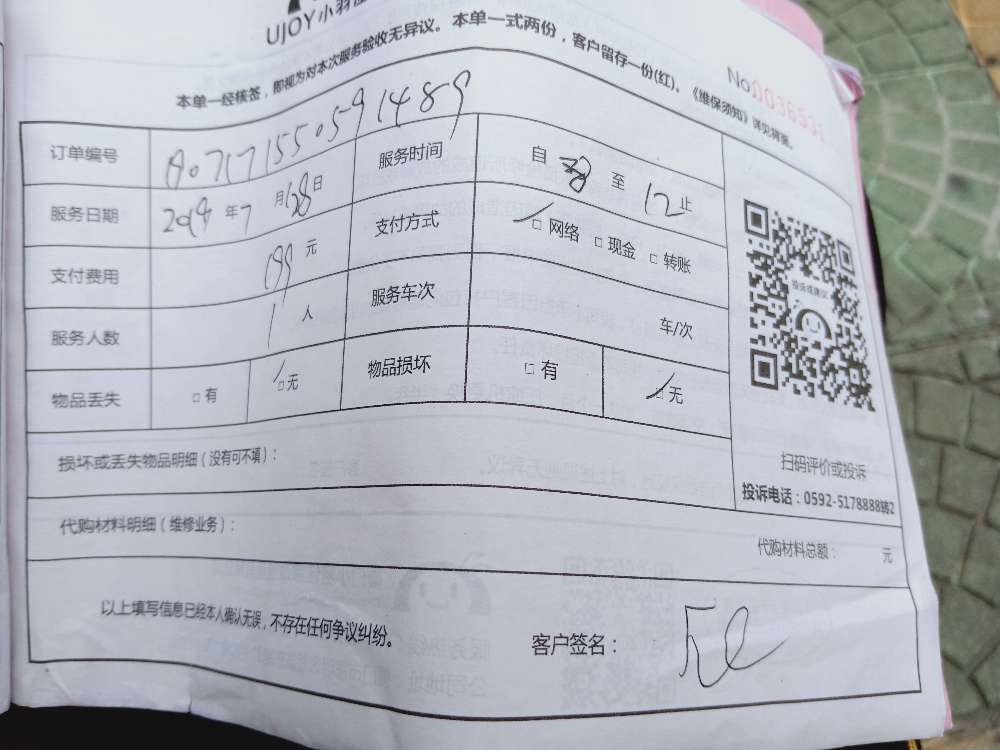 UJOY小羽佳
本单一经核签，即视为对本次服务验收无异议。本单一式两份，客户留存一份(红)。《维保须知》详见背面。
No0036531
订单编号 A07171550591489 服务时间 自 至 12 止
服务日期 2019 年 7 月 28 日 支付方式 □ 网络 □ 现金 □ 转账
支付费用 199 元 服务车次 车/次
服务人数 1 人
物品丢失 □ 有 □ 无 物品损坏 □ 有 □ 无
投诉或建议
扫码评价或投诉
投诉电话：0592-5178888转2
损坏或丢失物品明细（没有可不填）：
代购材料明细（维修业务）： 代购材料总额： 元
以上填写信息已经本人确认无误，不存在任何争议纠纷。 客户签名：